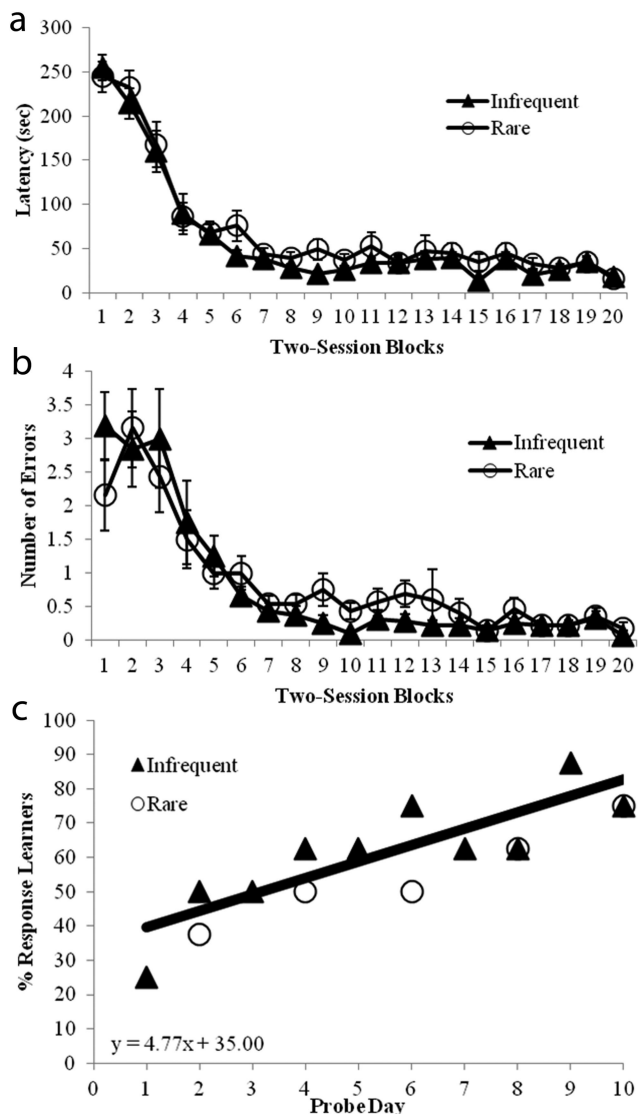 a
300
250
200
150
100
50
0
Latency (sec)
Infrequent
Rare
1 2 3 4 5 6 7 8 9 10 11 12 13 14 15 16 17 18 19 20
Two-Session Blocks
b
4
3.5
3
2.5
2
1.5
1
0.5
0
Number of Errors
Infrequent
Rare
1 2 3 4 5 6 7 8 9 10 11 12 13 14 15 16 17 18 19 20
Two-Session Blocks
c
100
90
80
70
60
50
40
30
20
10
0
% Response Learners
Infrequent
Rare
y = 4.77x + 35.00
0 1 2 3 4 5 6 7 8 9 10
Probe Day